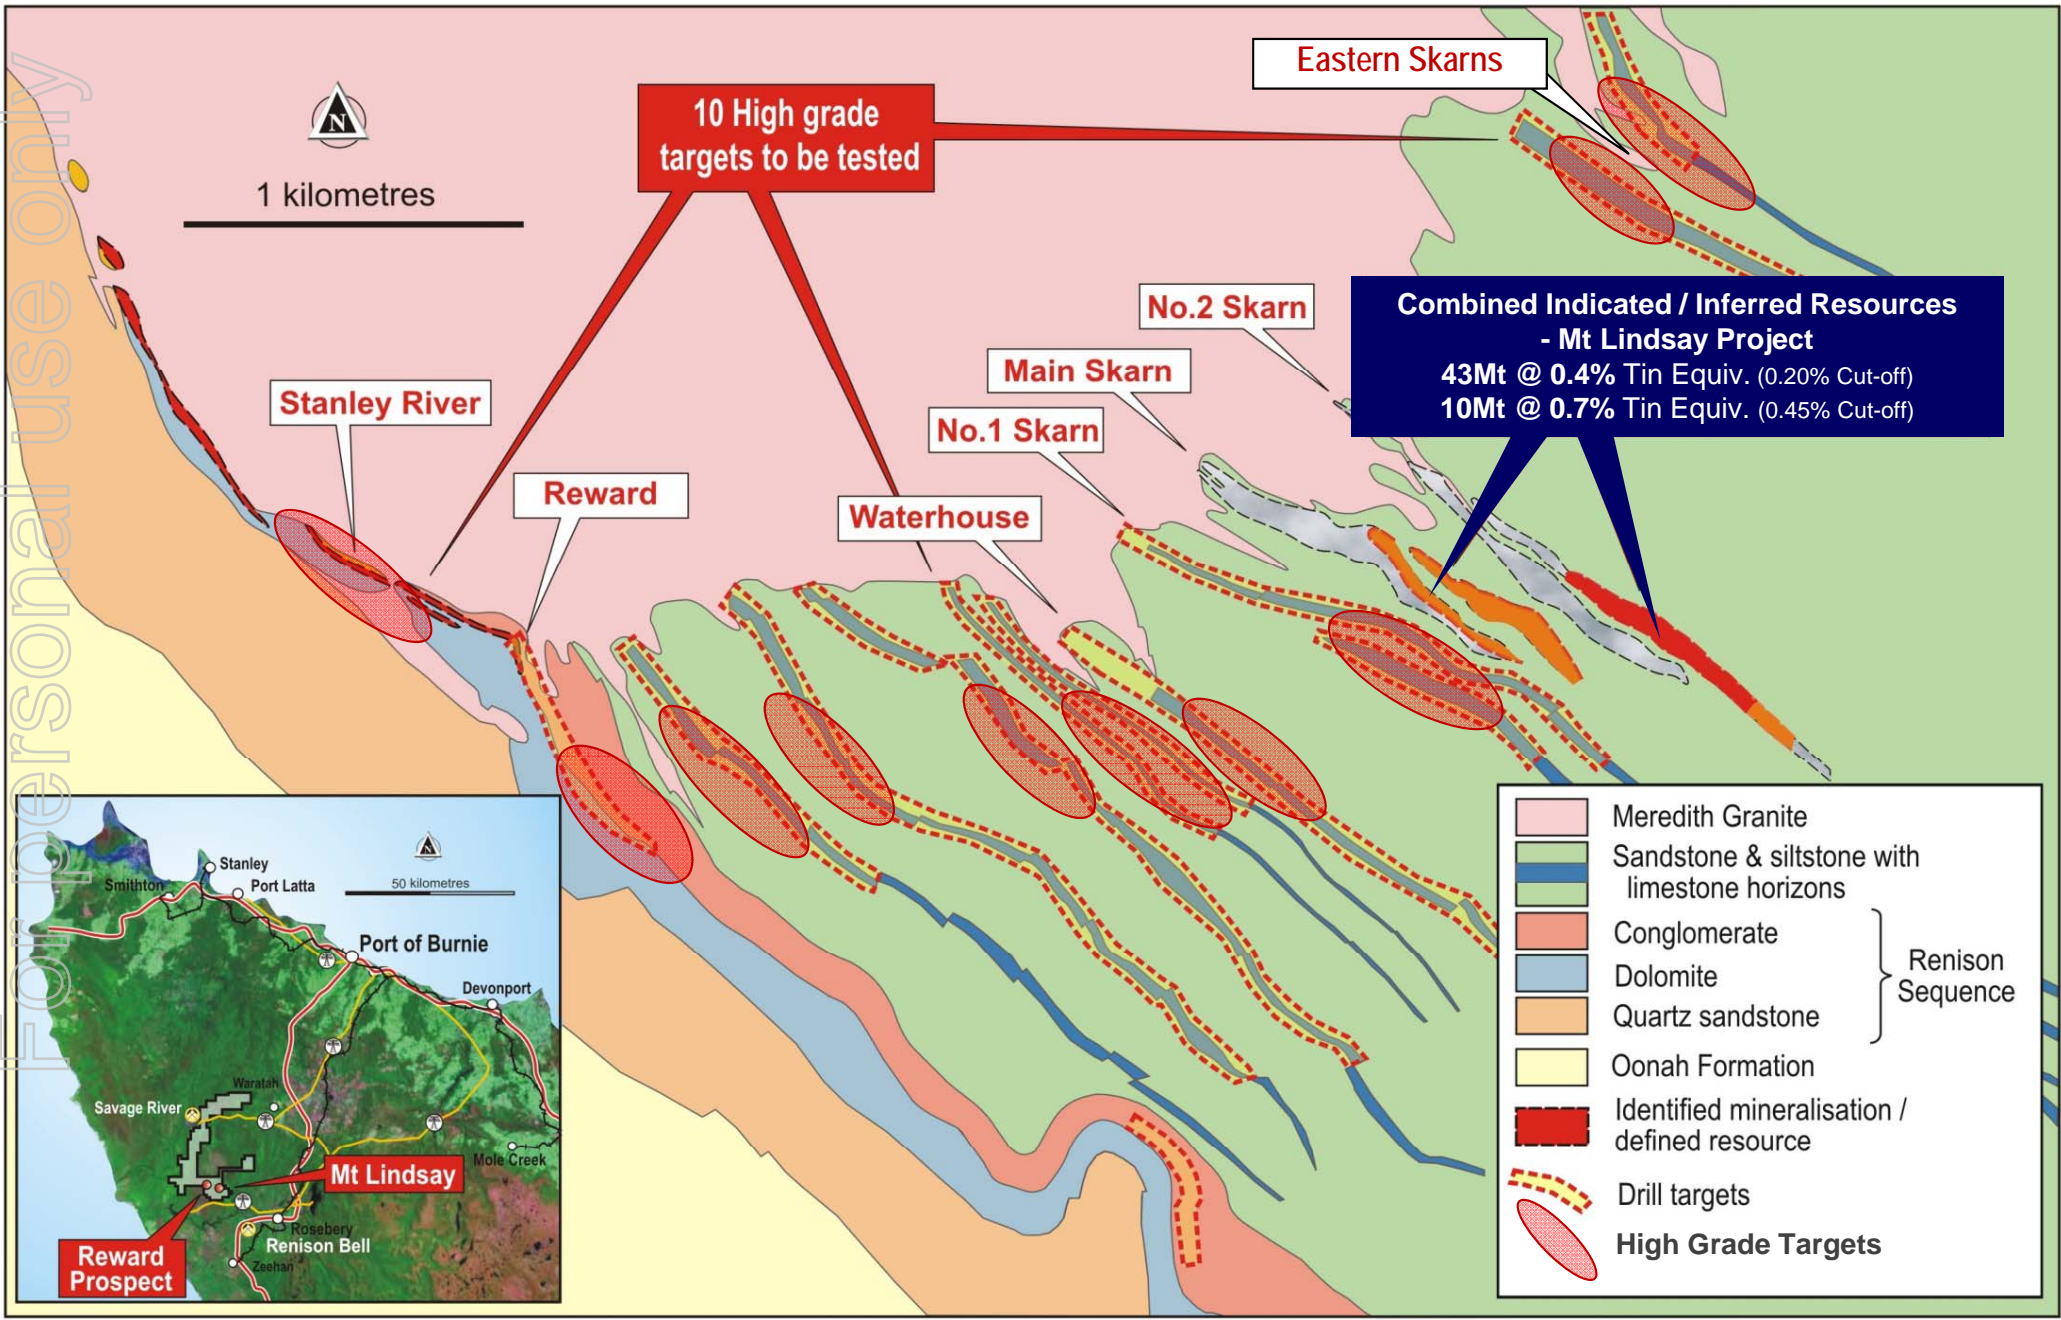 For personal use only
Eastern Skarns
10 High grade
targets to be tested
N
1 kilometres
No.2 Skarn
Combined Indicated / Inferred Resources
- Mt Lindsay Project
43Mt @ 0.4% Tin Equiv. (0.20% Cut-off)
10Mt @ 0.7% Tin Equiv. (0.45% Cut-off)
Main Skarn
Stanley River
No.1 Skarn
Reward
Waterhouse
Meredith Granite
Sandstone & siltstone with
limestone horizons
Conglomerate
Dolomite
Quartz sandstone
Renison
Sequence
Oonah Formation
Identified mineralisation /
defined resource
Drill targets
High Grade Targets
N
50 kilometres
Stanley
Smithton
Port Latta
Port of Burnie
Devonport
Waratah
Savage River
Mole Creek
Mt Lindsay
Rosebery
Renison Bell
Zeehan
Reward
Prospect